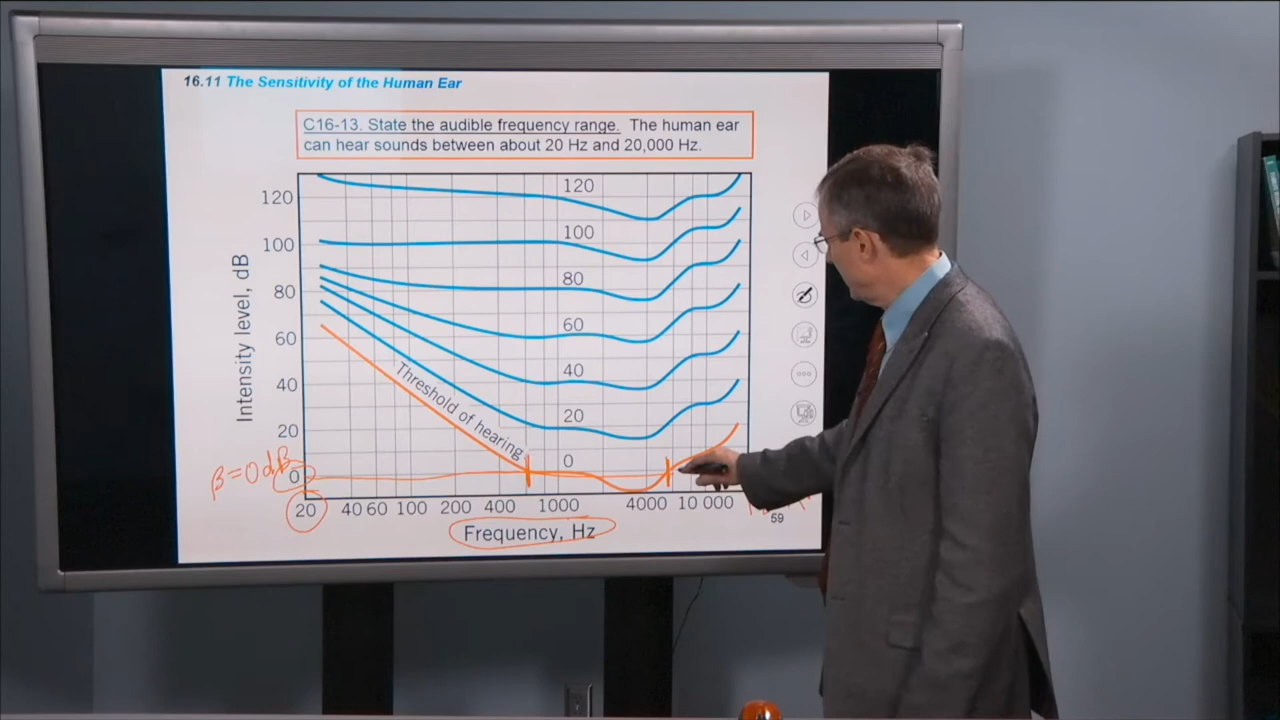 16.11 The Sensitivity of the Human Ear
C16-13. State the audible frequency range. The human ear
can hear sounds between about 20 Hz and 20,000 Hz.
120
100
80
60
40
20
0
Intensity level, dB
120
100
80
60
40
20
0
Threshold of hearing
β=0dB
20 40 60 100 200 400 1000 4000 10 000
Frequency, Hz
59